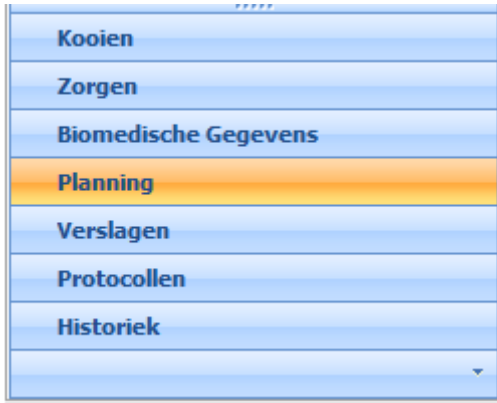 Kooien
Zorgen
Biomedische Gegevens
Planning
Verslagen
Protocollen
Historiek